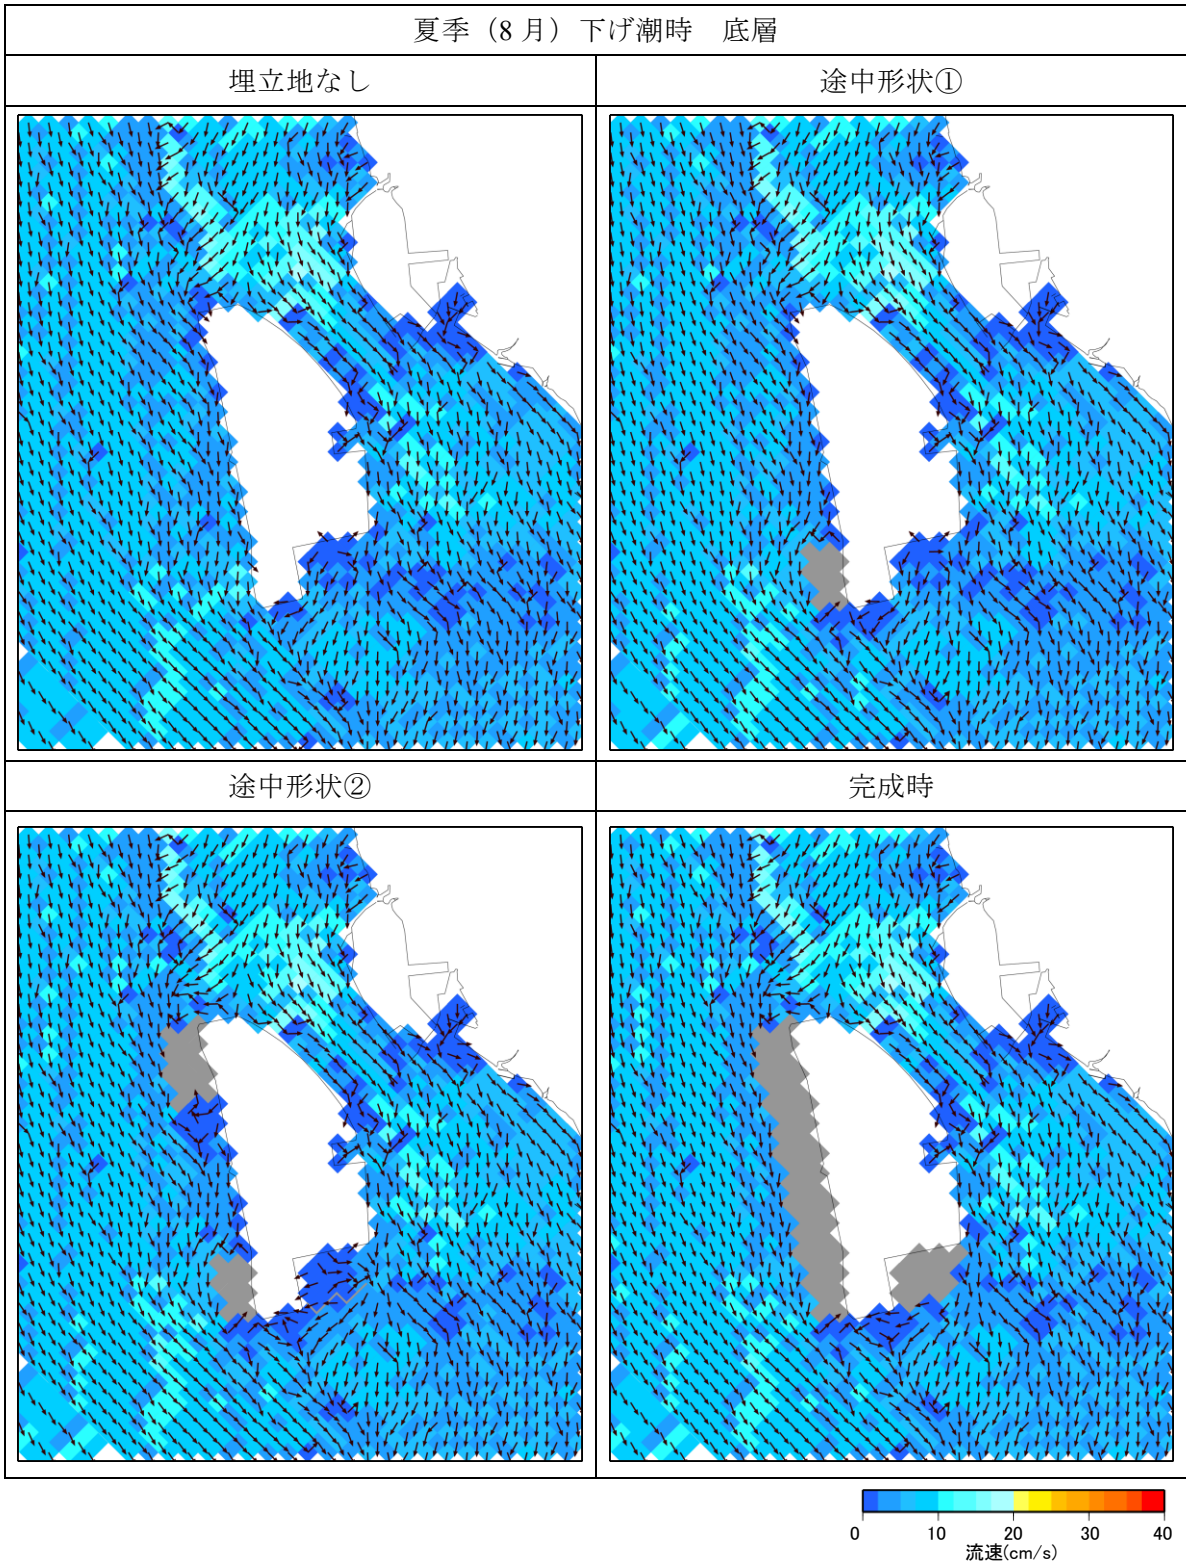 夏季（8月）下げ潮時　底層
埋立地なし
途中形状①
途中形状②
完成時
0 10 20 30 40
流速(cm/s)